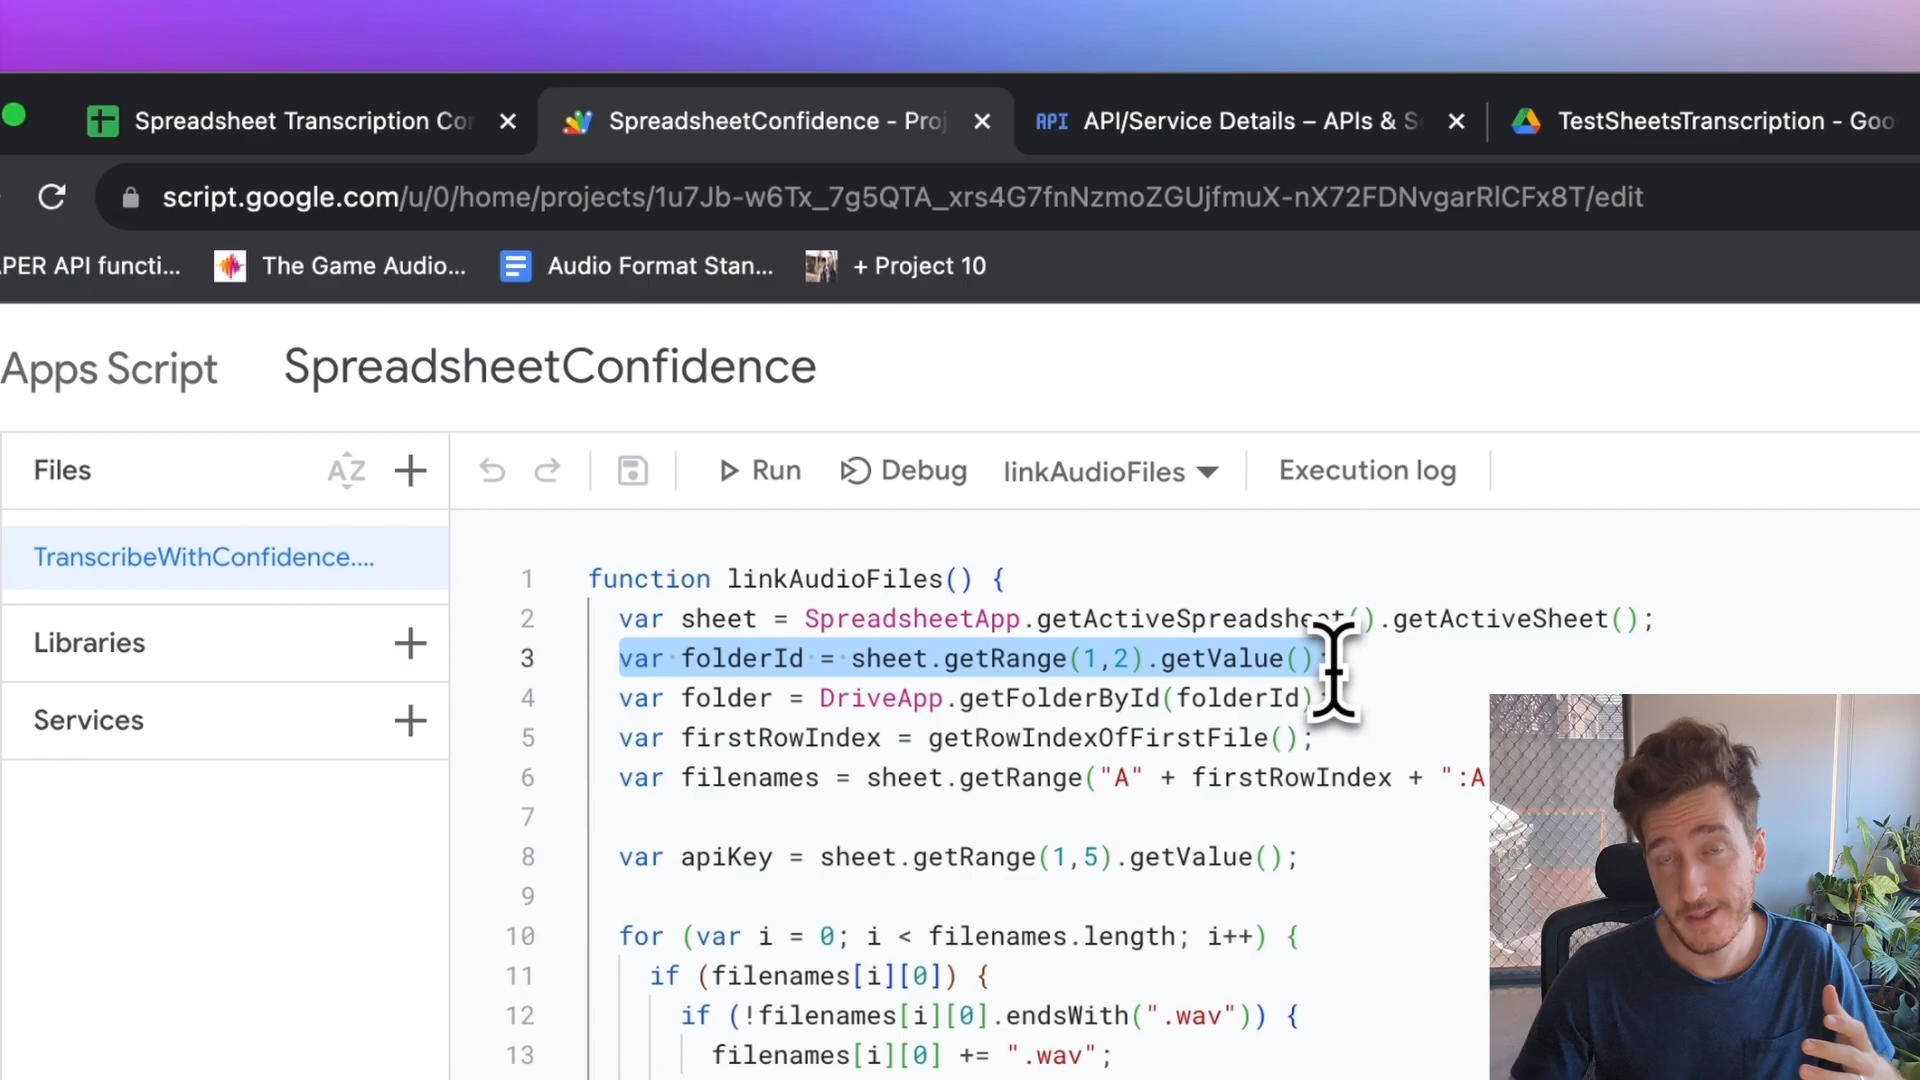 Spreadsheet Transcription Cor
SpreadsheetConfidence - Proj
API API/Service Details – APIs & S
TestSheetsTranscription - Goo
script.google.com/u/0/home/projects/1u7Jb-w6Tx_7g5QTA_xrs4G7fnNzmoZGUjfmuX-nX72FDNvgarRlCFx8T/edit
PER API functi...
The Game Audio...
Audio Format Stan...
+ Project 10
Apps Script SpreadsheetConfidence
Files AZ
Run Debug linkAudioFiles Execution log
TranscribeWithConfidence....
Libraries
Services
1 function linkAudioFiles() {
2 var sheet = SpreadsheetApp.getActiveSpreadsheet().getActiveSheet();
3 var folderId = sheet.getRange(1,2).getValue();
4 var folder = DriveApp.getFolderById(folderId)
5 var firstRowIndex = getRowIndexOfFirstFile();
6 var filenames = sheet.getRange("A" + firstRowIndex + ":A
7
8 var apiKey = sheet.getRange(1,5).getValue();
9
10 for (var i = 0; i < filenames.length; i++) {
11 if (filenames[i][0]) {
12 if (!filenames[i][0].endsWith(".wav")) {
13 filenames[i][0] += ".wav";